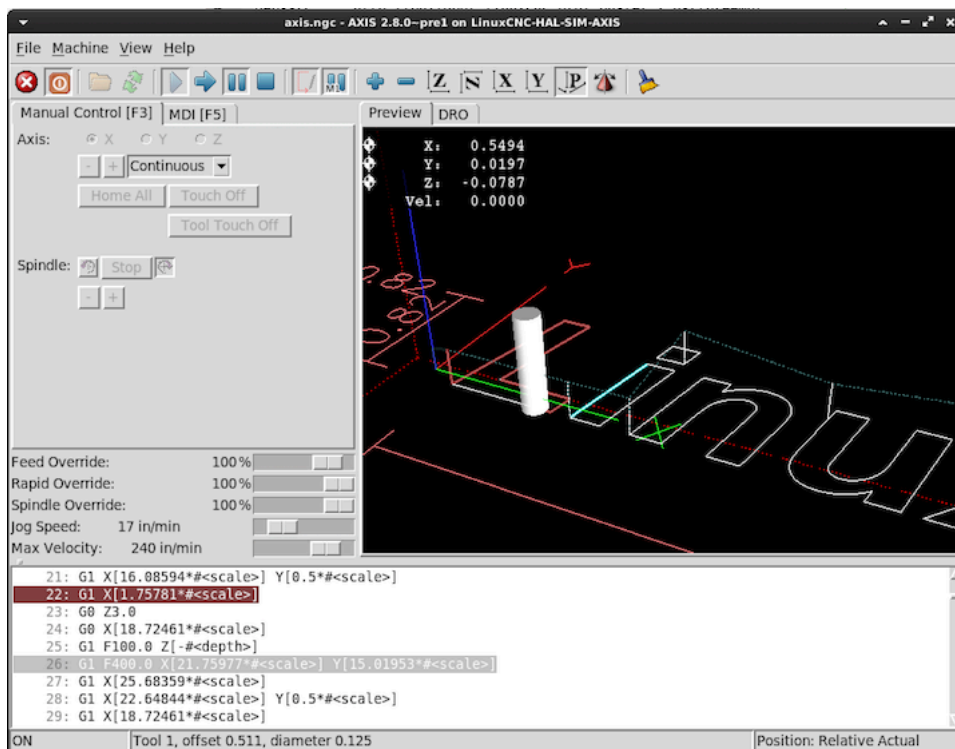 axis.ngc - AXIS 2.8.0~pre1 on LinuxCNC-HAL-SIM-AXIS
File Machine View Help
Manual Control [F3] MDI [F5]
Axis: X Y Z
- + Continuous
Home All Touch Off
Tool Touch Off
Spindle: Stop
- +
Feed Override: 100%
Rapid Override: 100%
Spindle Override: 100%
Jog Speed: 17 in/min
Max Velocity: 240 in/min
Preview DRO
X: 0.5494
Y: 0.0197
Z: -0.0787
Vel: 0.0000
Y
X
Linu
21: G1 X[16.08594*#<scale>] Y[0.5*#<scale>]
22: G1 X[1.75781*#<scale>]
23: G0 Z3.0
24: G0 X[18.72461*#<scale>]
25: G1 F100.0 Z[-#<depth>]
26: G1 F400.0 X[21.75977*#<scale>] Y[15.01953*#<scale>]
27: G1 X[25.68359*#<scale>]
28: G1 X[22.64844*#<scale>] Y[0.5*#<scale>]
29: G1 X[18.72461*#<scale>]
ON Tool 1, offset 0.511, diameter 0.125 Position: Relative Actual